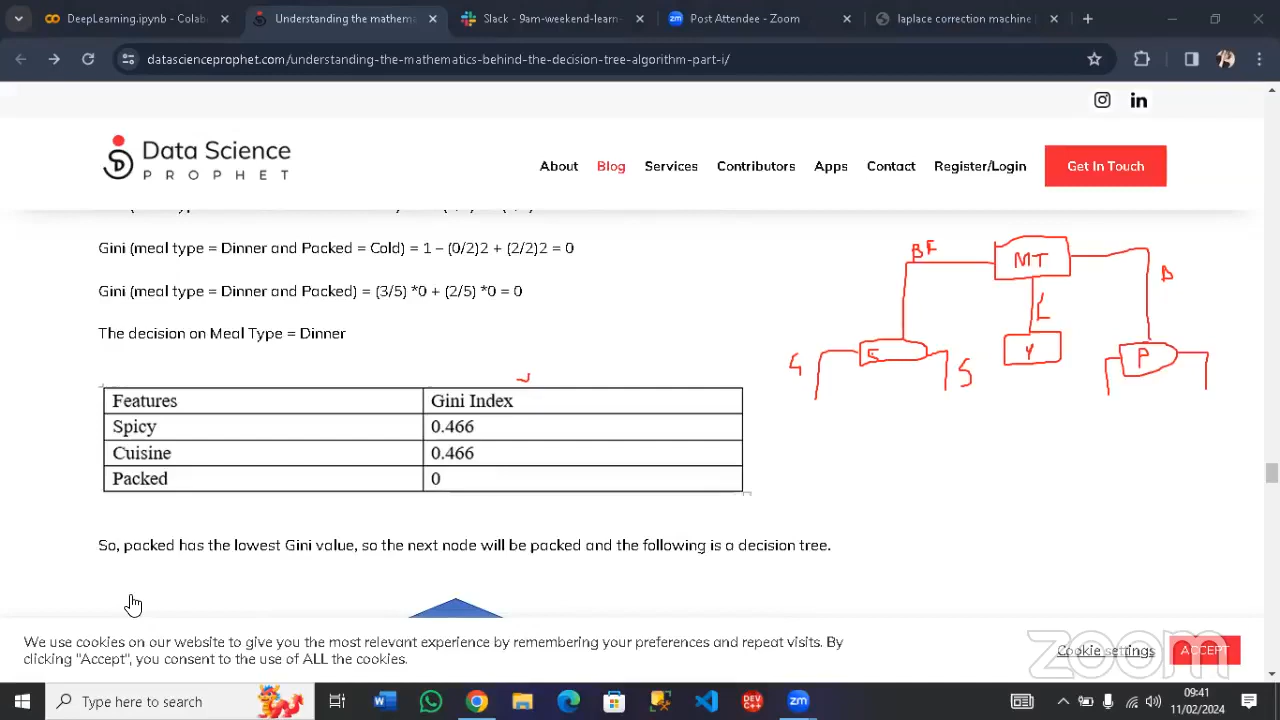 DeepLearning.ipynb - Colab
Understanding the mathema
Slack - 9am-weekend-learn-
Post Attendee - Zoom
laplace correction machine
datascienceprophet.com/understanding-the-mathematics-behind-the-decision-tree-algorithm-part-i/
Data Science
PROPHET
About Blog Services Contributors Apps Contact Register/Login Get In Touch
Gini (meal type = Dinner and Packed = Cold) = 1 – (0/2)2 + (2/2)2 = 0
Gini (meal type = Dinner and Packed) = (3/5) *0 + (2/5) *0 = 0
The decision on Meal Type = Dinner
BF MT D
L
Y P
S
Features Gini Index
Spicy 0.466
Cuisine 0.466
Packed 0
So, packed has the lowest Gini value, so the next node will be packed and the following is a decision tree.
We use cookies on our website to give you the most relevant experience by remembering your preferences and repeat visits. By
clicking "Accept", you consent to the use of ALL the cookies.
Cookie settings
ACCEPT
zoom
Type here to search
09:41
11/02/2024